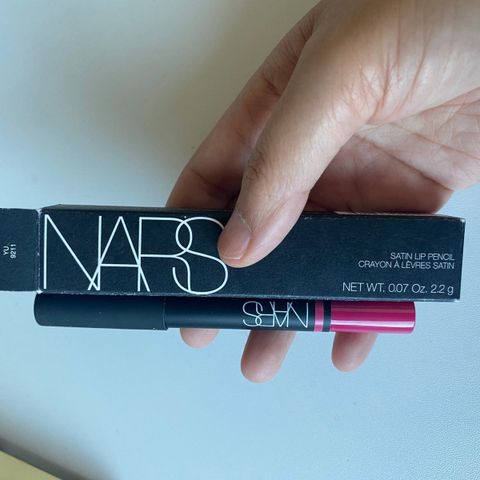 YU
9211
NARS
SATIN LIP PENCIL
CRAYON À LÈVRES SATIN
NET WT. 0.07 Oz. 2.2 g
NARS